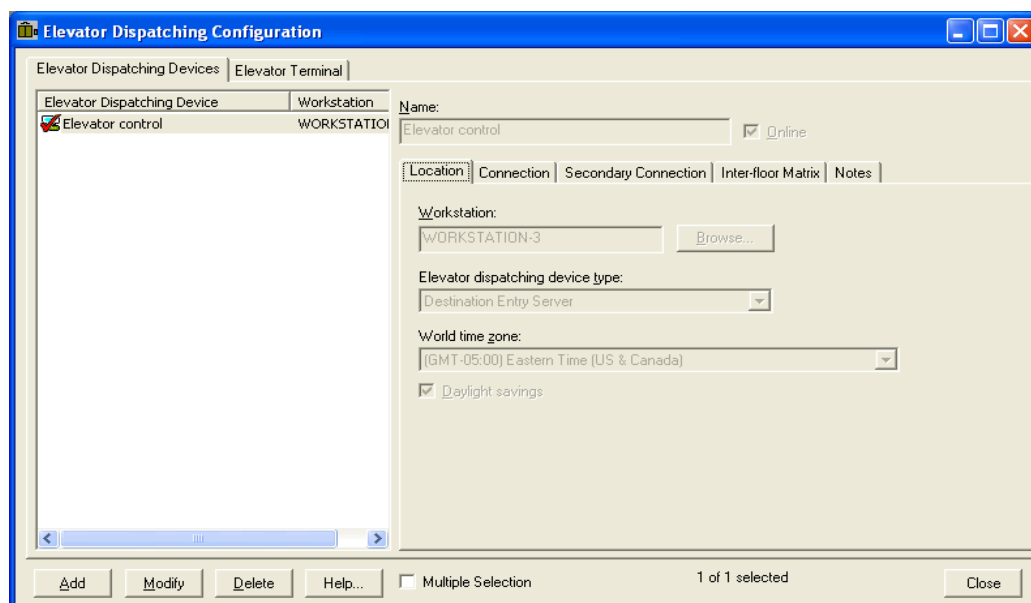 Elevator Dispatching Configuration
Elevator Dispatching Devices Elevator Terminal
Elevator Dispatching Device Workstation
Elevator control WORKSTATIO
Name:
Elevator control Online
Location Connection Secondary Connection Inter-floor Matrix Notes
Workstation:
WORKSTATION-3 Browse...
Elevator dispatching device type:
Destination Entry Server
World time zone:
(GMT-05:00) Eastern Time (US & Canada)
Daylight savings
Add Modify Delete Help... Multiple Selection 1 of 1 selected Close